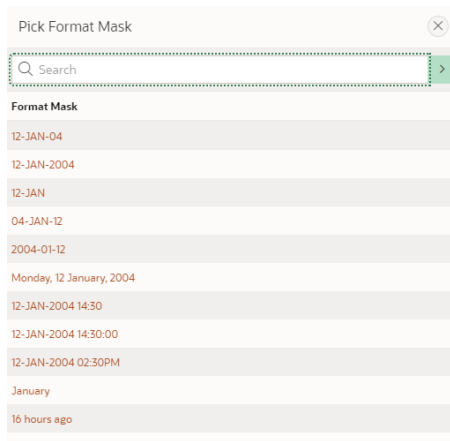 Pick Format Mask
Search
Format Mask
12-JAN-04
12-JAN-2004
12-JAN
04-JAN-12
2004-01-12
Monday, 12 January, 2004
12-JAN-2004 14:30
12-JAN-2004 14:30:00
12-JAN-2004 02:30PM
January
16 hours ago